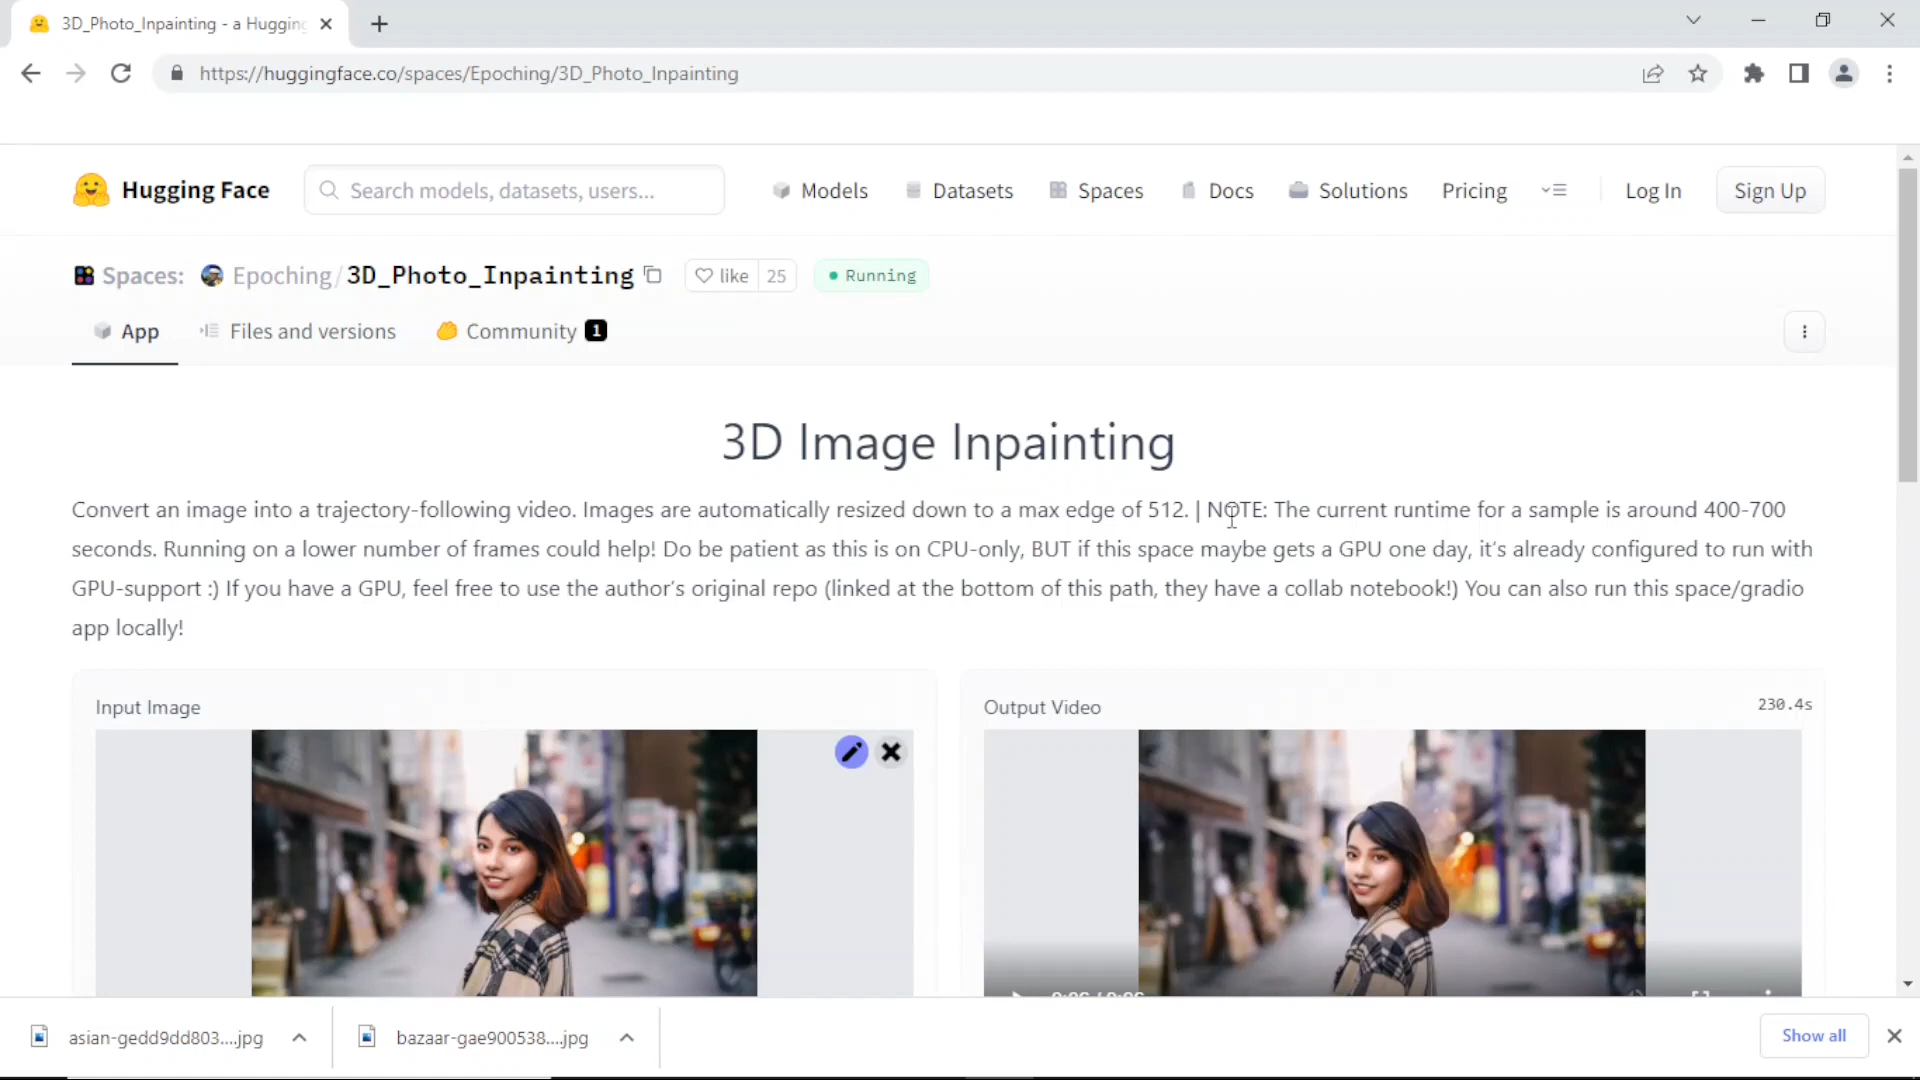 3D_Photo_Inpainting - a Hugging
https://huggingface.co/spaces/Epoching/3D_Photo_Inpainting
Hugging Face Search models, datasets, users... Models Datasets Spaces Docs Solutions Pricing Log In Sign Up
Spaces: Epoching/3D_Photo_Inpainting like 25 Running
App Files and versions Community 1
3D Image Inpainting
Convert an image into a trajectory-following video. Images are automatically resized down to a max edge of 512. | NOTE: The current runtime for a sample is around 400-700
seconds. Running on a lower number of frames could help! Do be patient as this is on CPU-only, BUT if this space maybe gets a GPU one day, it's already configured to run with
GPU-support :) If you have a GPU, feel free to use the author's original repo (linked at the bottom of this path, they have a collab notebook!) You can also run this space/gradio
app locally!
Input Image Output Video 230.4s
asian-gedd9dd803....jpg bazaar-gae900538....jpg Show all